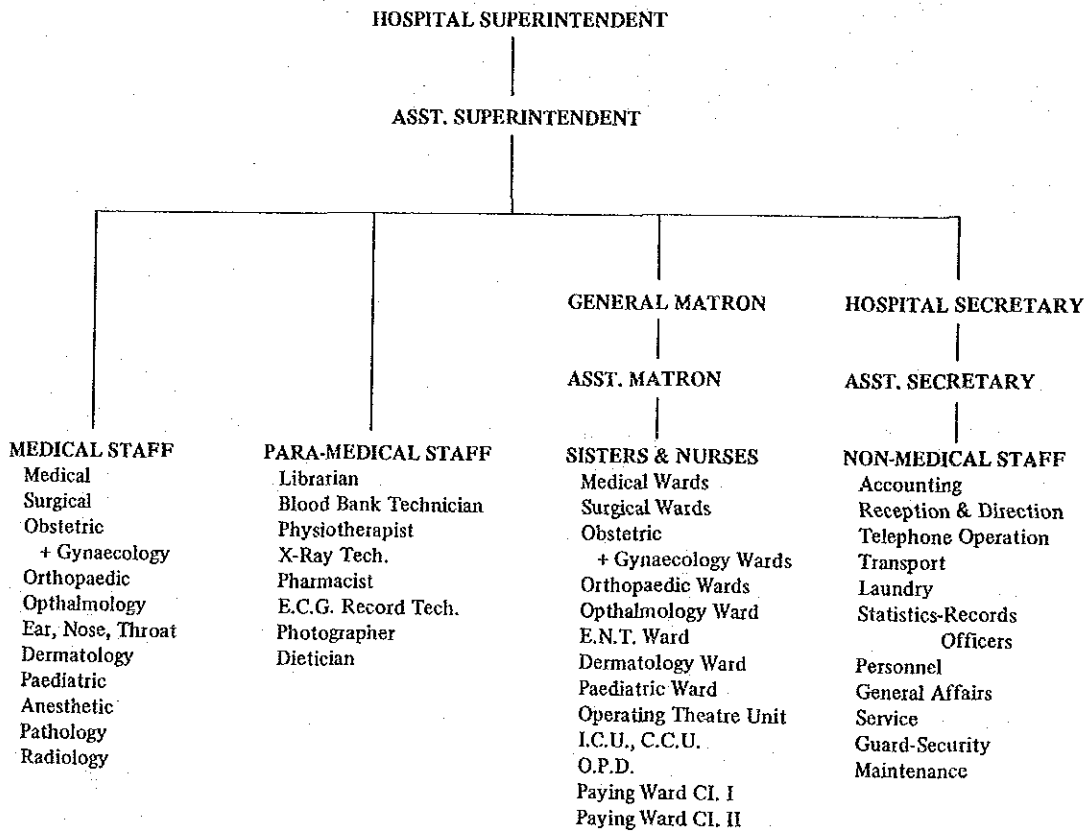 HOSPITAL SUPERINTENDENT
ASST. SUPERINTENDENT
GENERAL MATRON
HOSPITAL SECRETARY
ASST. MATRON
ASST. SECRETARY
MEDICAL STAFF
Medical
Surgical
Obstetric
+ Gynaecology
Orthopaedic
Opthalmology
Ear, Nose, Throat
Dermatology
Paediatric
Anesthetic
Pathology
Radiology
PARA-MEDICAL STAFF
Librarian
Blood Bank Technician
Physiotherapist
X-Ray Tech.
Pharmacist
E.C.G. Record Tech.
Photographer
Dietician
SISTERS & NURSES
Medical Wards
Surgical Wards
Obstetric
+ Gynaecology Wards
Orthopaedic Wards
Opthalmology Ward
E.N.T. Ward
Dermatology Ward
Paediatric Ward
Operating Theatre Unit
I.C.U., C.C.U.
O.P.D.
Paying Ward CI. I
Paying Ward CI. II
NON-MEDICAL STAFF
Accounting
Reception & Direction
Telephone Operation
Transport
Laundry
Statistics-Records
Officers
Personnel
General Affairs
Service
Guard-Security
Maintenance